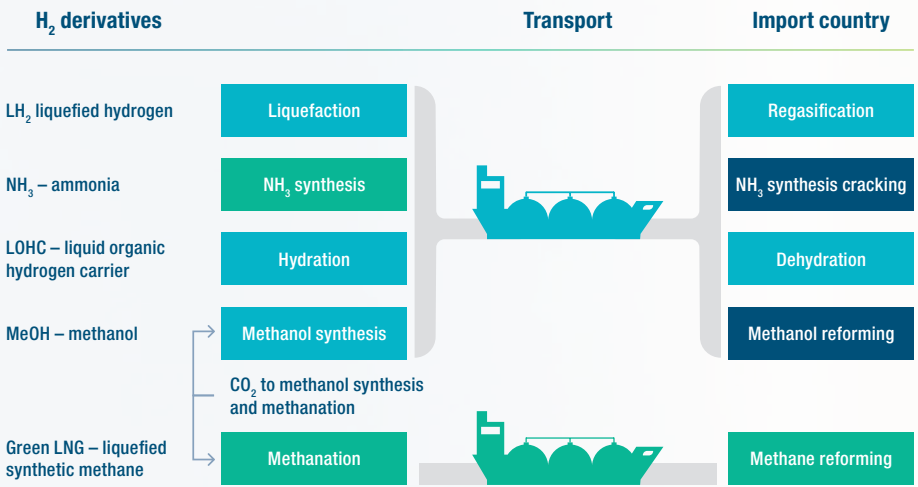 H₂ derivatives
Transport
Import country
LH₂ liquefied hydrogen
Liquefaction
Regasification
NH₃ – ammonia
NH₃ synthesis
NH₃ synthesis cracking
LOHC – liquid organic
hydrogen carrier
Hydration
Dehydration
MeOH – methanol
Methanol synthesis
Methanol reforming
CO₂ to methanol synthesis
and methanation
Green LNG – liquefied
synthetic methane
Methanation
Methane reforming